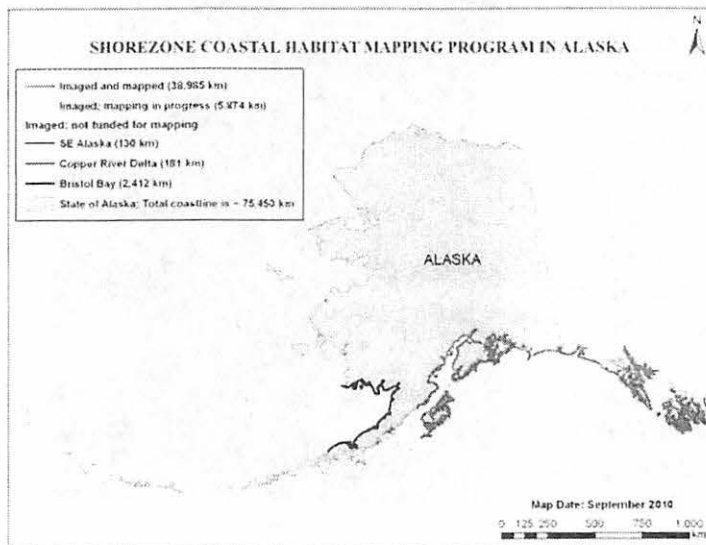 N
SHOREZONE COASTAL HABITAT MAPPING PROGRAM IN ALASKA
Imaged and mapped (38,985 km)
Imaged; mapping in progress (5,874 km)
Imaged; not funded for mapping
SE Alaska (130 km)
Copper River Delta (181 km)
Bristol Bay (2,412 km)
State of Alaska; Total coastline is ~ 75,450 km
ALASKA
Map Date: September 2010
0 125 250 500 750 1,000
km